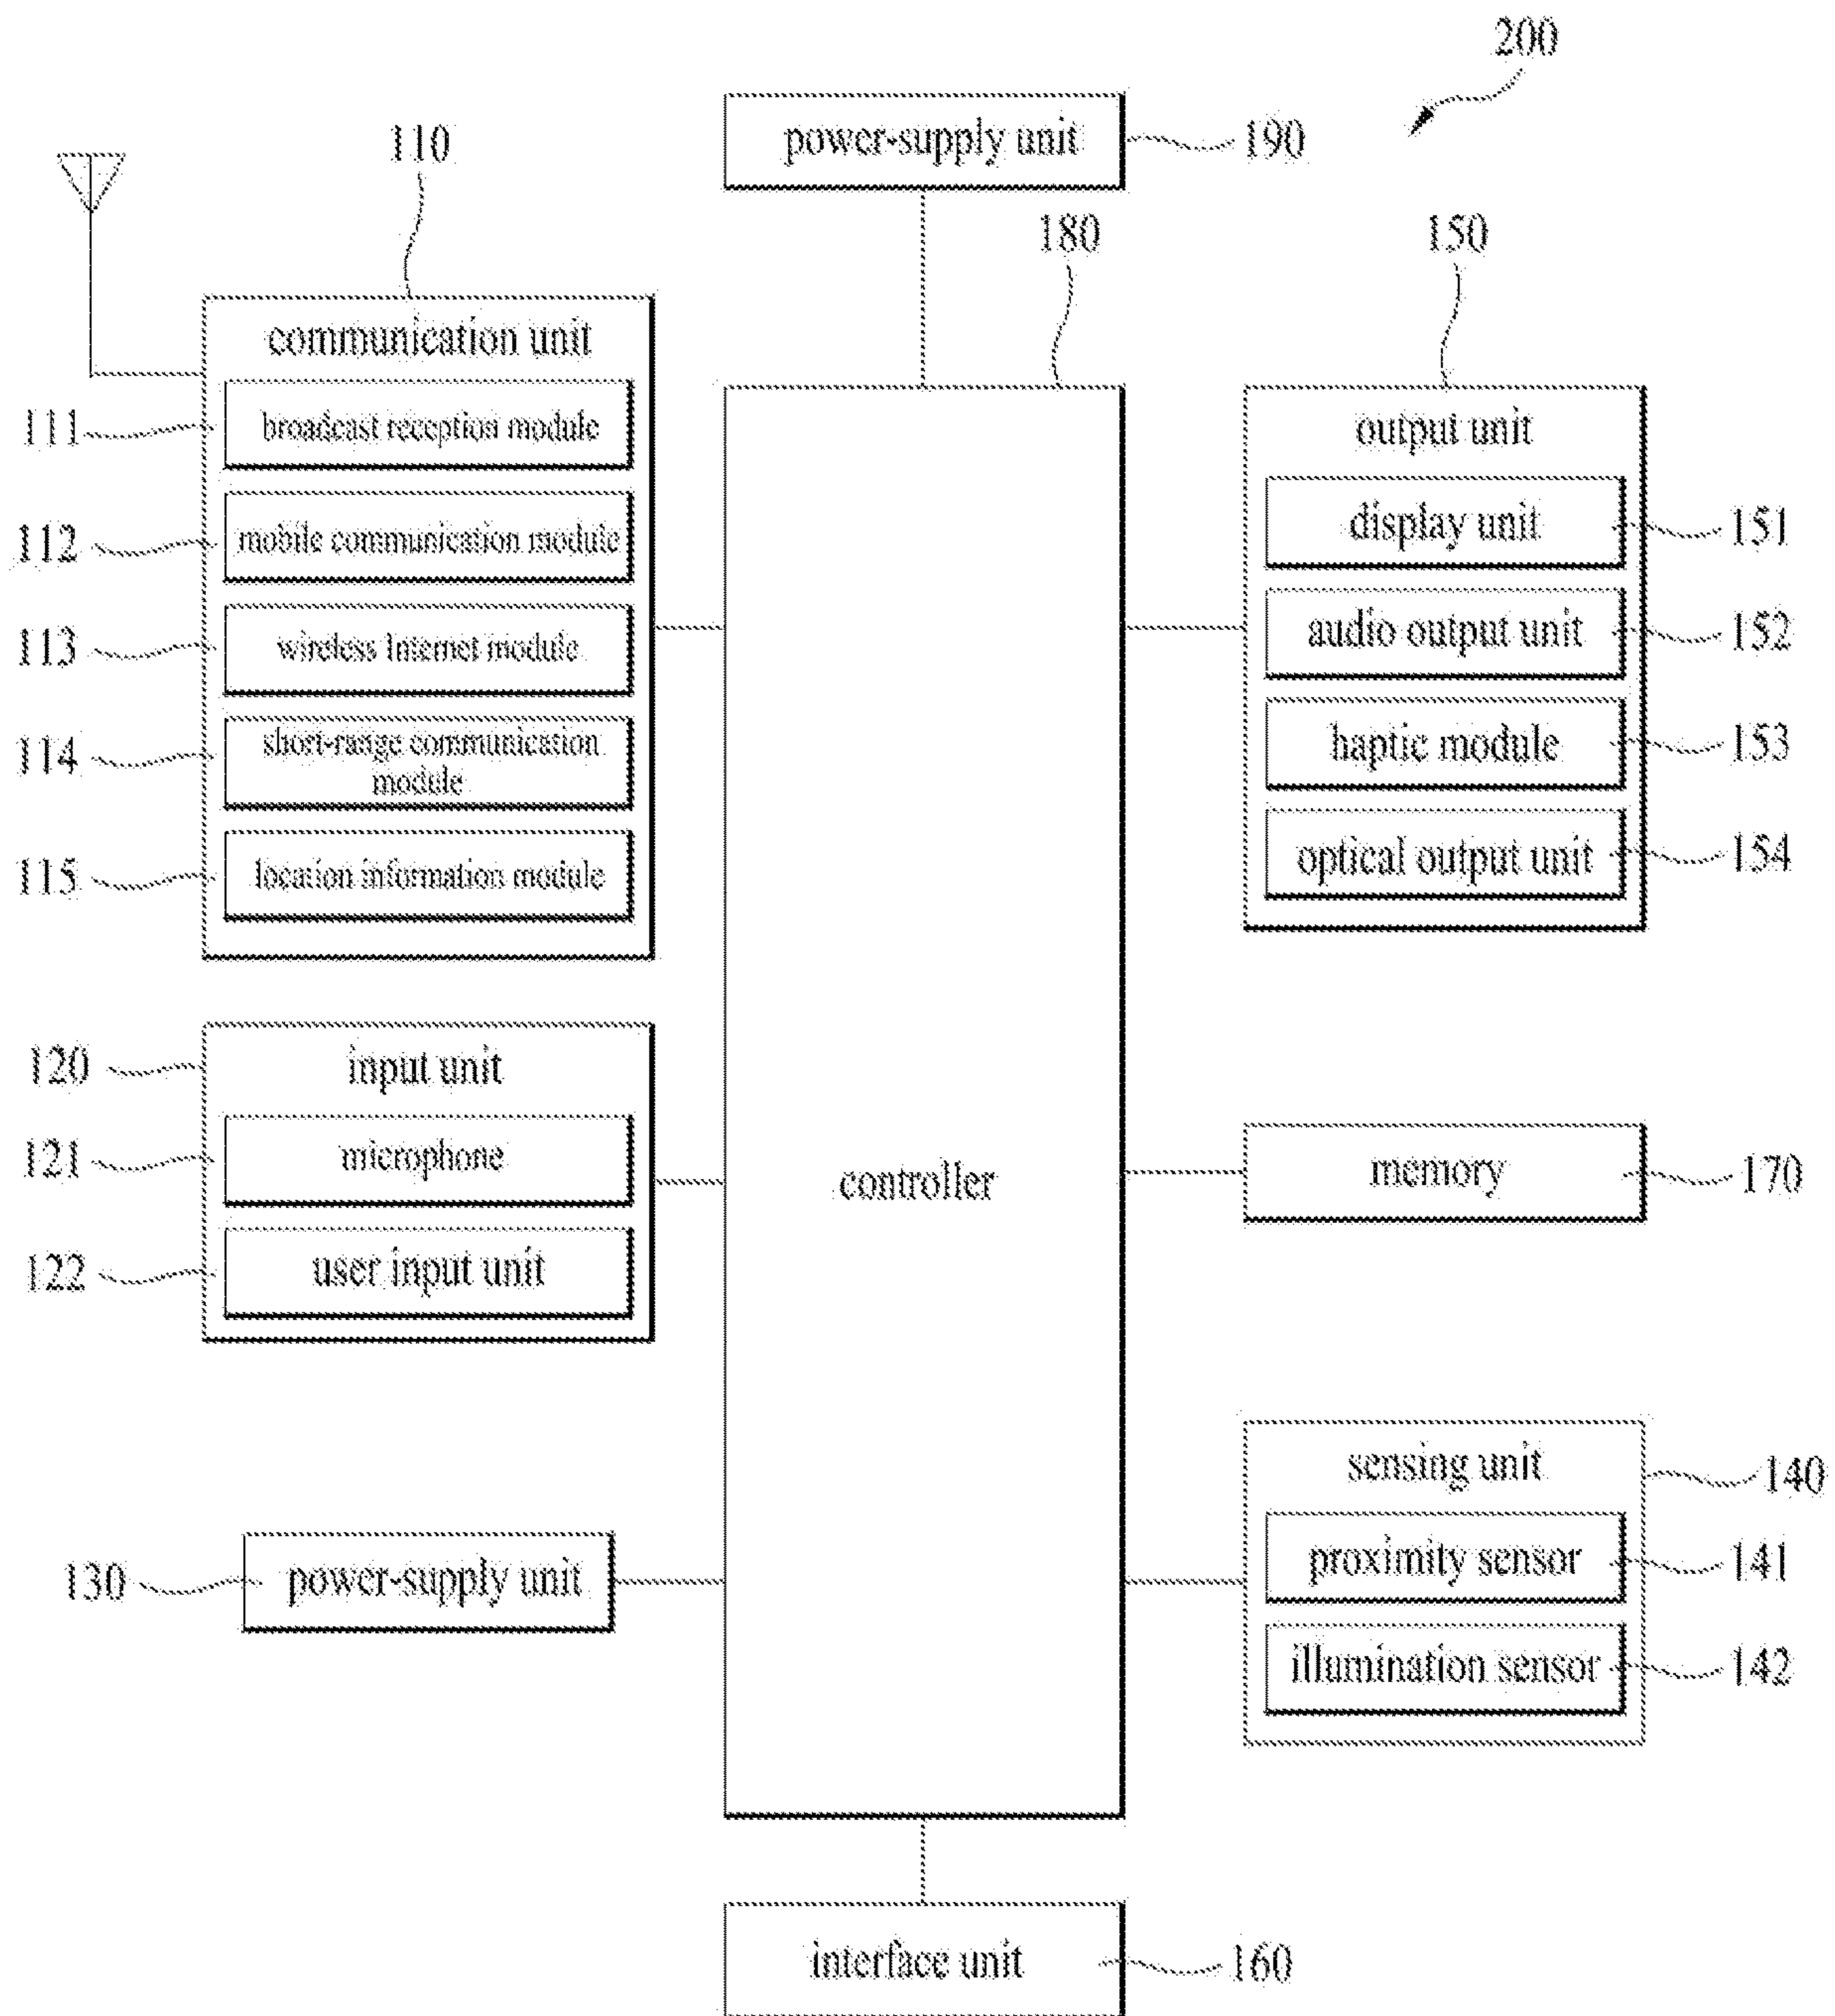 200
power-supply unit
190
110
180
150
communication unit
111
broadcast reception module
112
mobile communication module
113
wireless Internet module
114
short-range communication
module
115
location information module
output unit
display unit
151
audio output unit
152
haptic module
153
optical output unit
154
120
input unit
121
microphone
122
user input unit
controller
memory
170
130
power-supply unit
sensing unit
140
proximity sensor
141
illumination sensor
142
interface unit
160